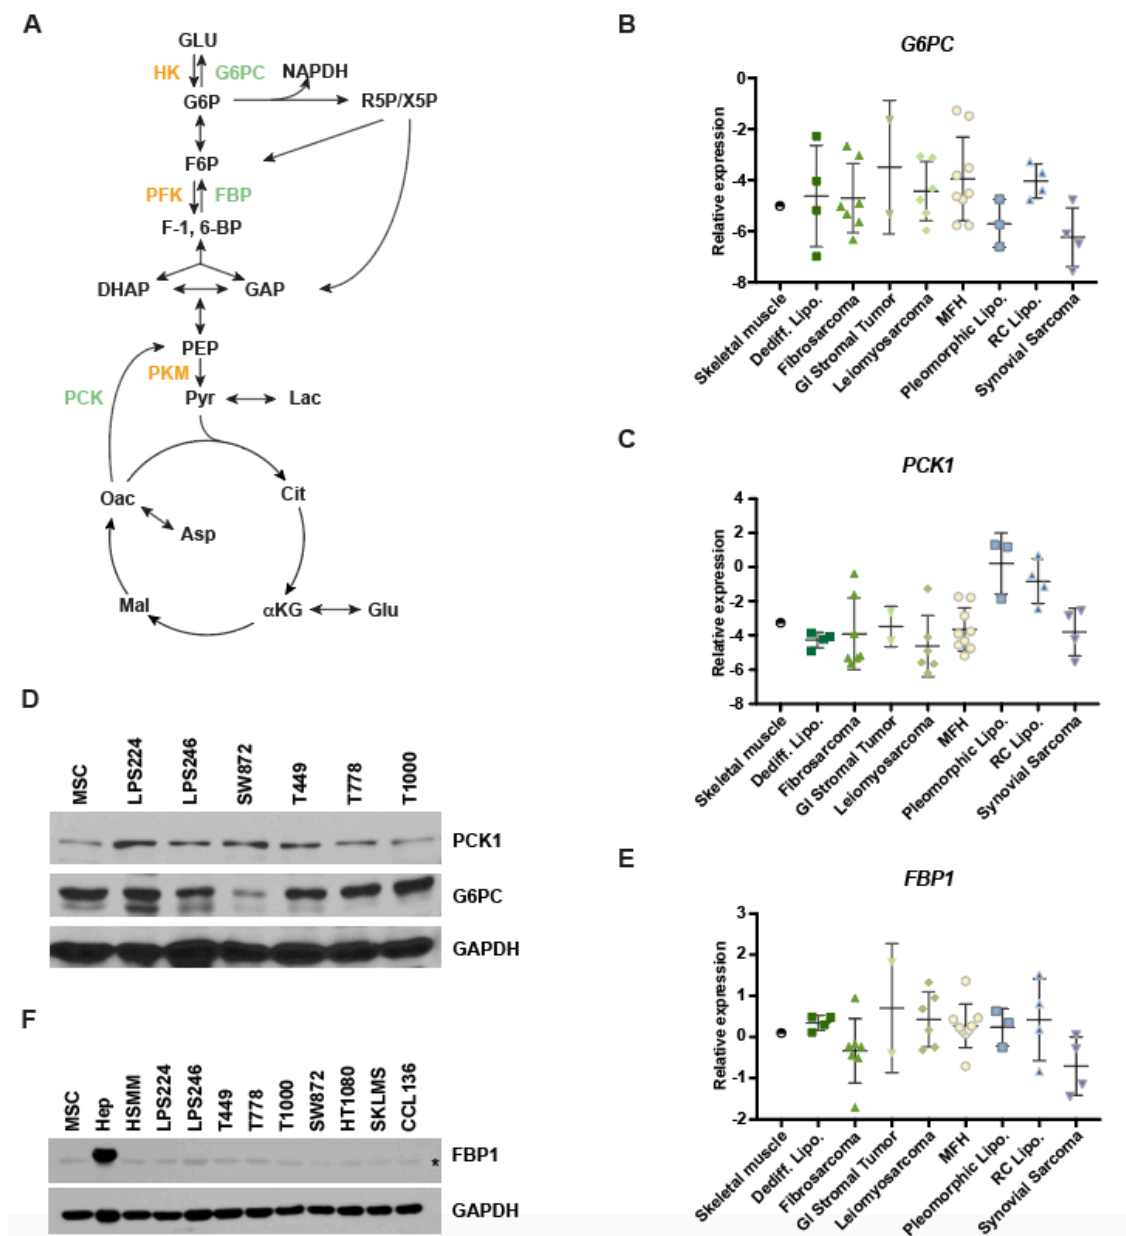 A
GLU
HK
G6PC
NAPDH
G6P
R5P/X5P
F6P
PFK
FBP
F-1, 6-BP
DHAP
GAP
PEP
PKM
PCK
Pyr
Lac
Oac
Cit
Asp
Mal
αKG
Glu
B
G6PC
Relative expression
0
-2
-4
-6
-8
Skeletal muscle
Dediff. Lipo.
Fibrosarcoma
GI Stromal Tumor
Leiomyosarcoma
MFH
Pleomorphic Lipo.
RC Lipo.
Synovial Sarcoma
C
PCK1
Relative expression
4
2
0
-2
-4
-6
-8
Skeletal muscle
Dediff. Lipo.
Fibrosarcoma
GI Stromal Tumor
Leiomyosarcoma
MFH
Pleomorphic Lipo.
RC Lipo.
Synovial Sarcoma
D
MSC
LPS224
LPS246
SW872
T449
T778
T1000
PCK1
G6PC
GAPDH
E
FBP1
Relative expression
3
2
1
0
-1
-2
Skeletal muscle
Dediff. Lipo.
Fibrosarcoma
GI Stromal Tumor
Leiomyosarcoma
MFH
Pleomorphic Lipo.
RC Lipo.
Synovial Sarcoma
F
MSC
Hep
HSMM
LPS224
LPS246
T449
T778
T1000
SW872
HT1080
SKLMS
CCL136
FBP1
*
GAPDH